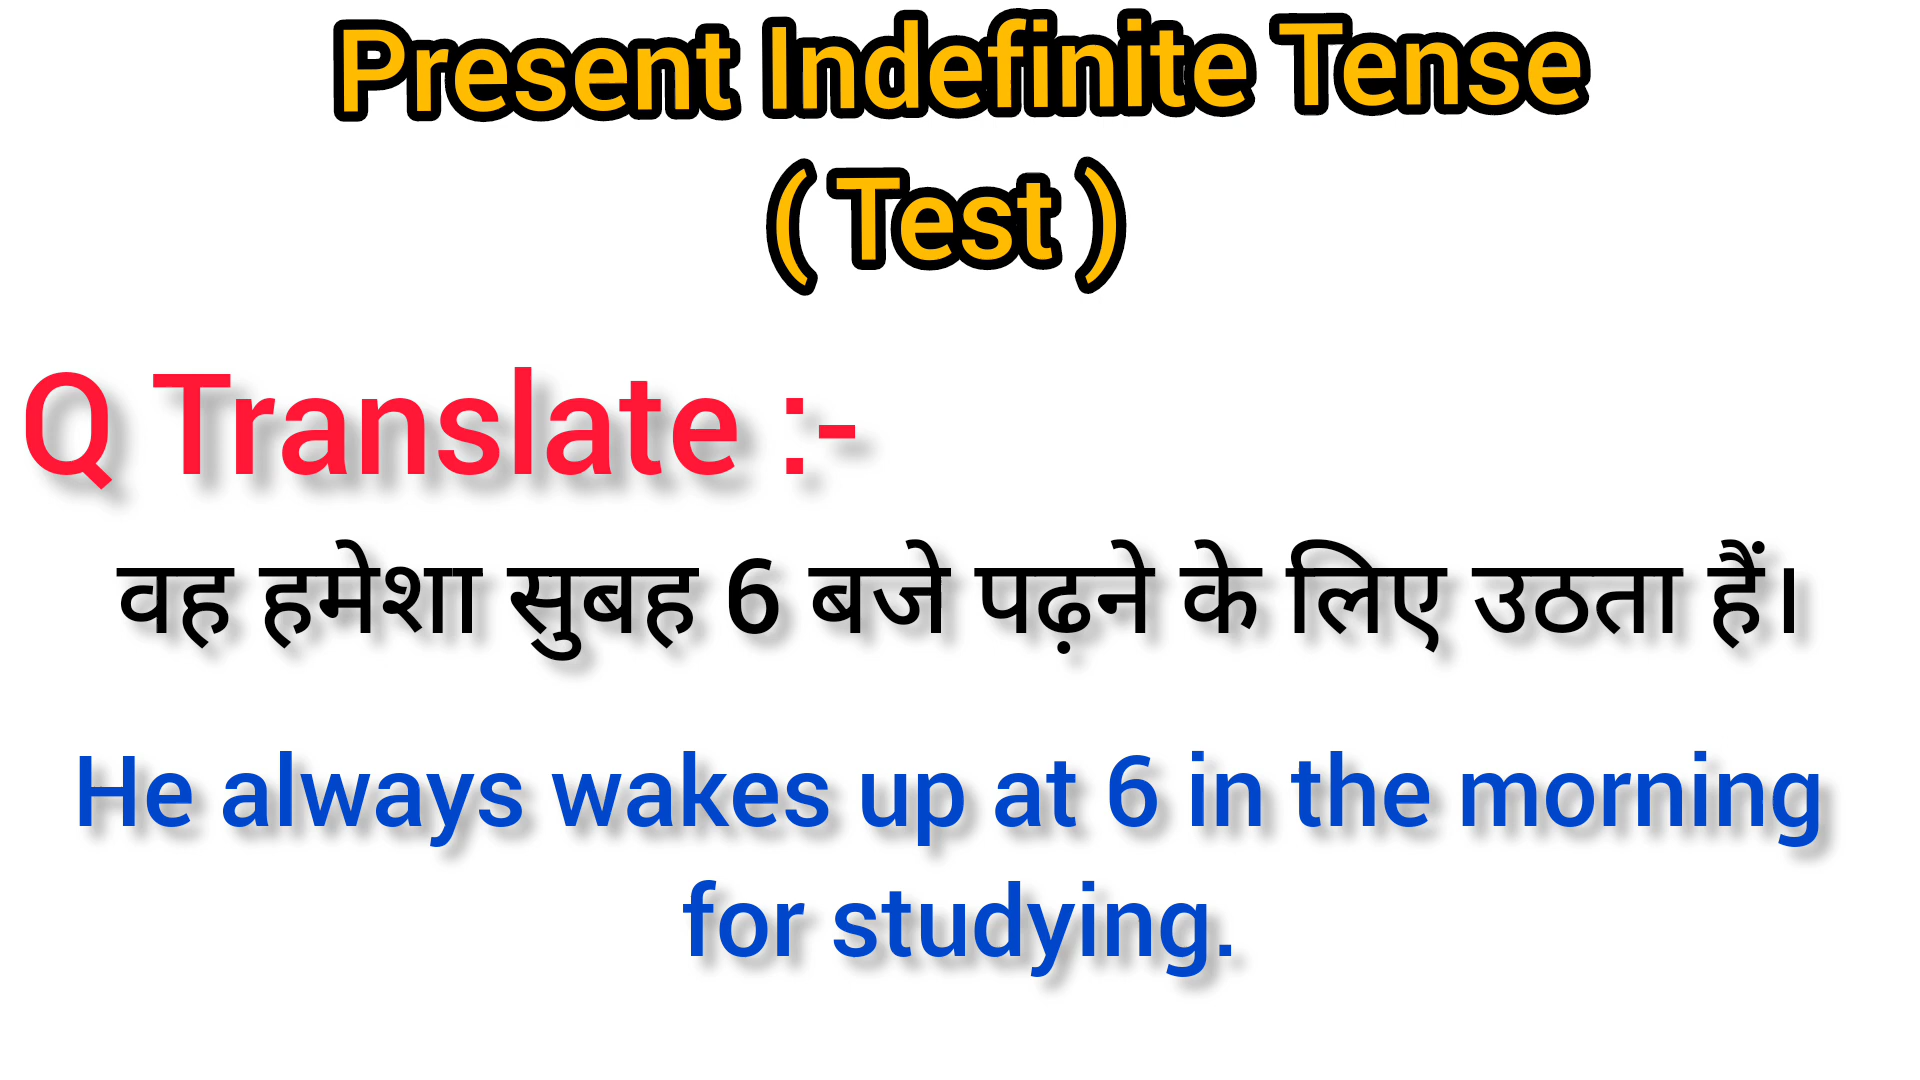 Present Indefinite Tense
( Test )
Q Translate :-
वह हमेशा सुबह 6 बजे पढ़ने के लिए उठता हैं।
He always wakes up at 6 in the morning
for studying.